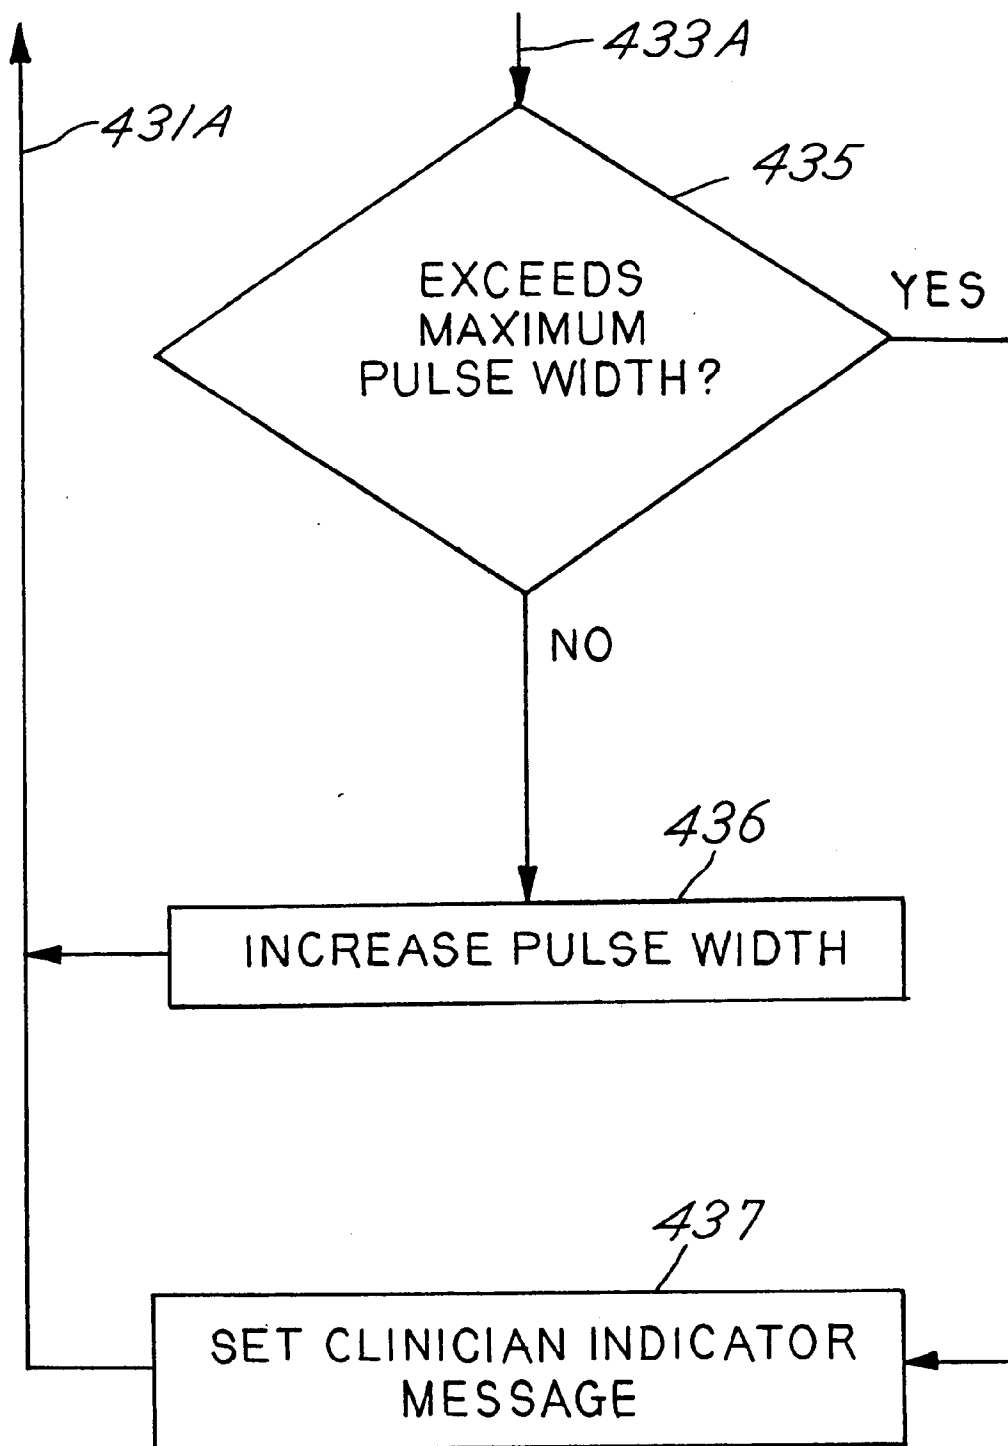 433A
431A
435
EXCEEDS
MAXIMUM
PULSE WIDTH?
YES
NO
436
INCREASE PULSE WIDTH
437
SET CLINICIAN INDICATOR
MESSAGE